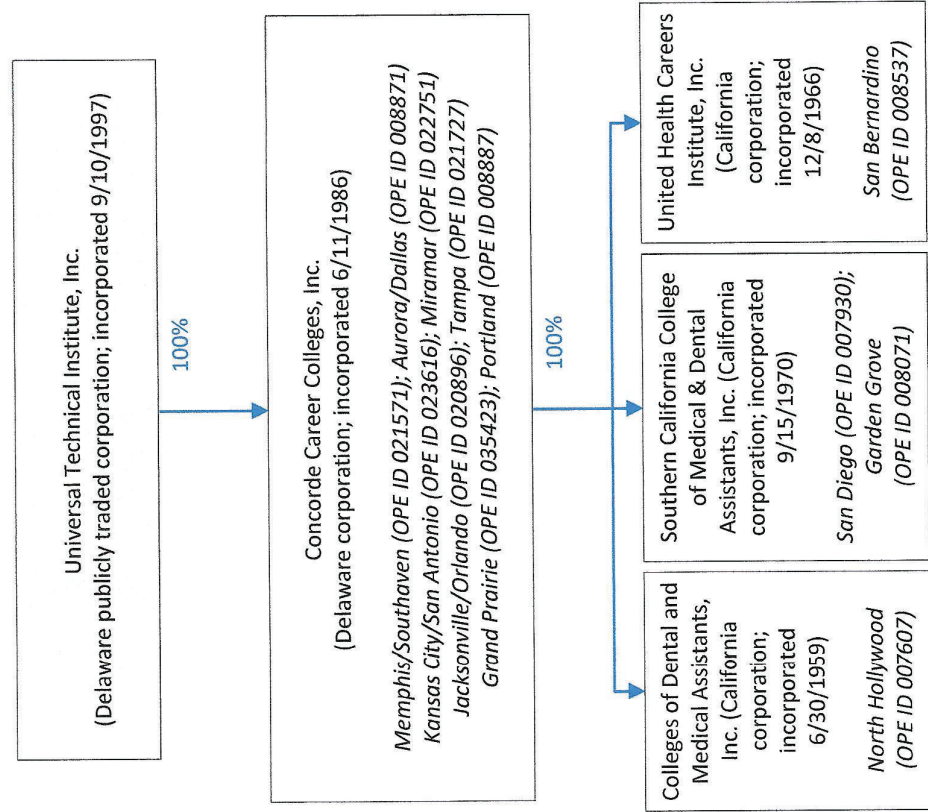 Universal Technical Institute, Inc.
(Delaware publicly traded corporation; incorporated 9/10/1997)
100%
Concorde Career Colleges, Inc.
(Delaware corporation; incorporated 6/11/1986)
Memphis/Southaven (OPE ID 021571); Aurora/Dallas (OPE ID 008871)
Kansas City/San Antonio (OPE ID 023616); Miramar (OPE ID 022751)
Jacksonville/Orlando (OPE ID 020896); Tampa (OPE ID 021727)
Grand Prairie (OPE ID 035423); Portland (OPE ID 008887)
100%
Colleges of Dental and
Medical Assistants,
Inc. (California
corporation;
incorporated
6/30/1959)
North Hollywood
(OPE ID 007607)
Southern California College
of Medical & Dental
Assistants, Inc. (California
corporation; incorporated
9/15/1970)
San Diego (OPE ID 007930);
Garden Grove
(OPE ID 008071)
United Health Careers
Institute, Inc.
(California
corporation;
incorporated
12/8/1966)
San Bernardino
(OPE ID 008537)